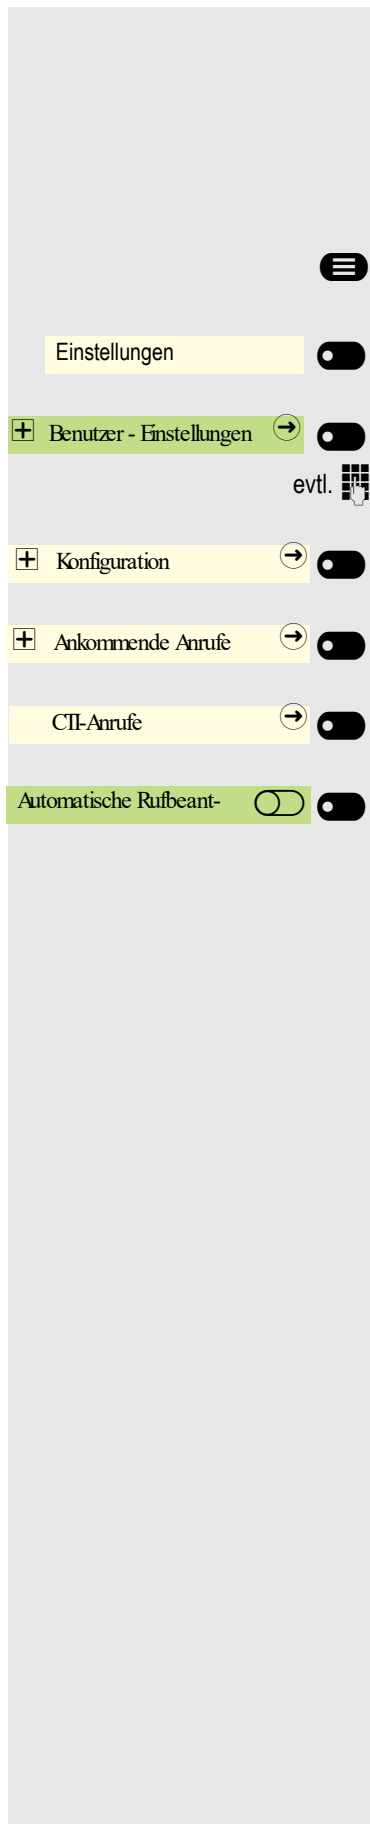 Einstellungen
Benutzer - Einstellungen
evtl.
Konfiguration
Ankommende Anrufe
CTI-Anrufe
Automatische Rufbeant-